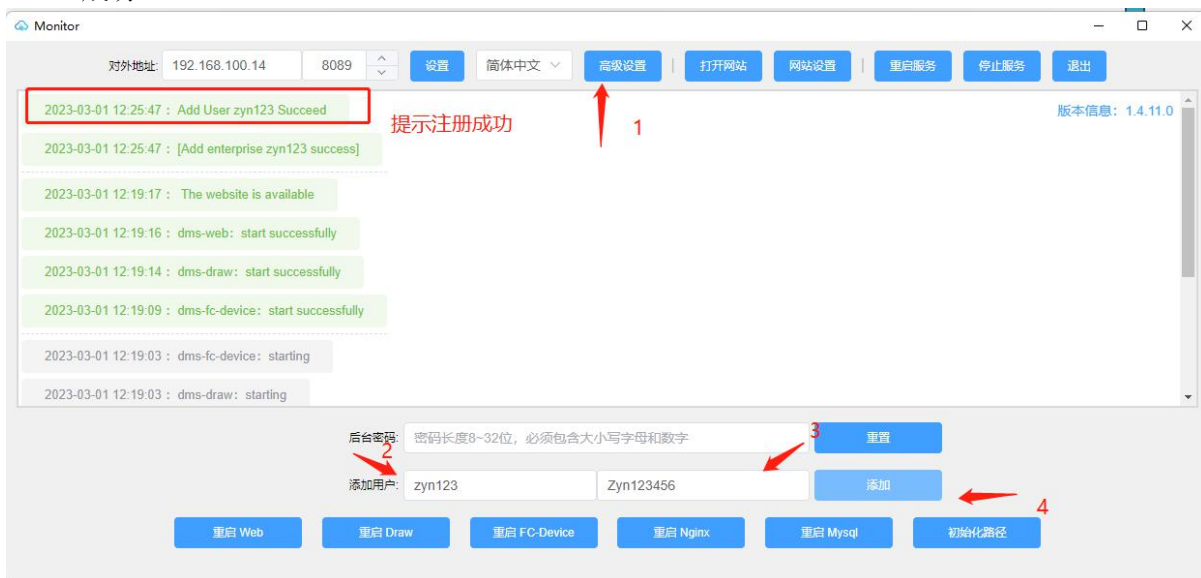 Monitor
对外地址: 192.168.100.14 8089 设置 简体中文 高级设置 打开网站 网站设置 重启服务 停止服务 退出
2023-03-01 12:25:47 : Add User zyn123 Succeed
版本信息: 1.4.11.0
提示注册成功
1
2023-03-01 12:25:47 : [Add enterprise zyn123 success]
2023-03-01 12:19:17 : The website is available
2023-03-01 12:19:16 : dms-web: start successfully
2023-03-01 12:19:14 : dms-draw: start successfully
2023-03-01 12:19:09 : dms-fc-device: start successfully
2023-03-01 12:19:03 : dms-fc-device: starting
2023-03-01 12:19:03 : dms-draw: starting
后台密码: 密码长度8~32位，必须包含大小写字母和数字 3 重置
2
添加用户: zyn123 Zyn123456 添加
4
重启 Web 重启 Draw 重启 FC-Device 重启 Nginx 重启 Mysql 初始化路径